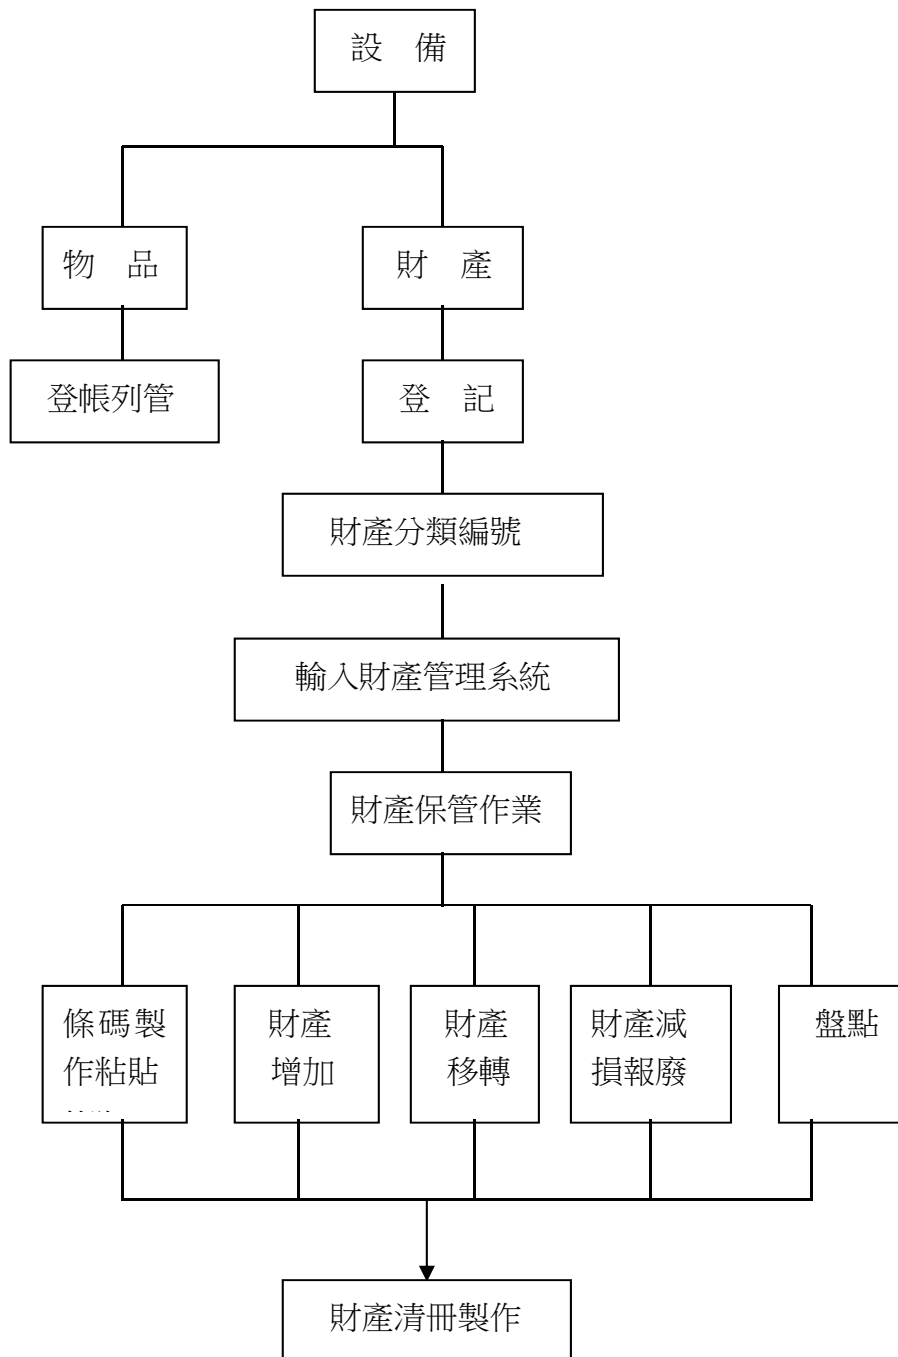 設　備
物　品
財　產
登帳列管
登　記
財產分類編號
輸入財產管理系統
財產保管作業
條碼製
作粘貼
財產
增加
財產
移轉
財產減
損報廢
盤點
財產清冊製作